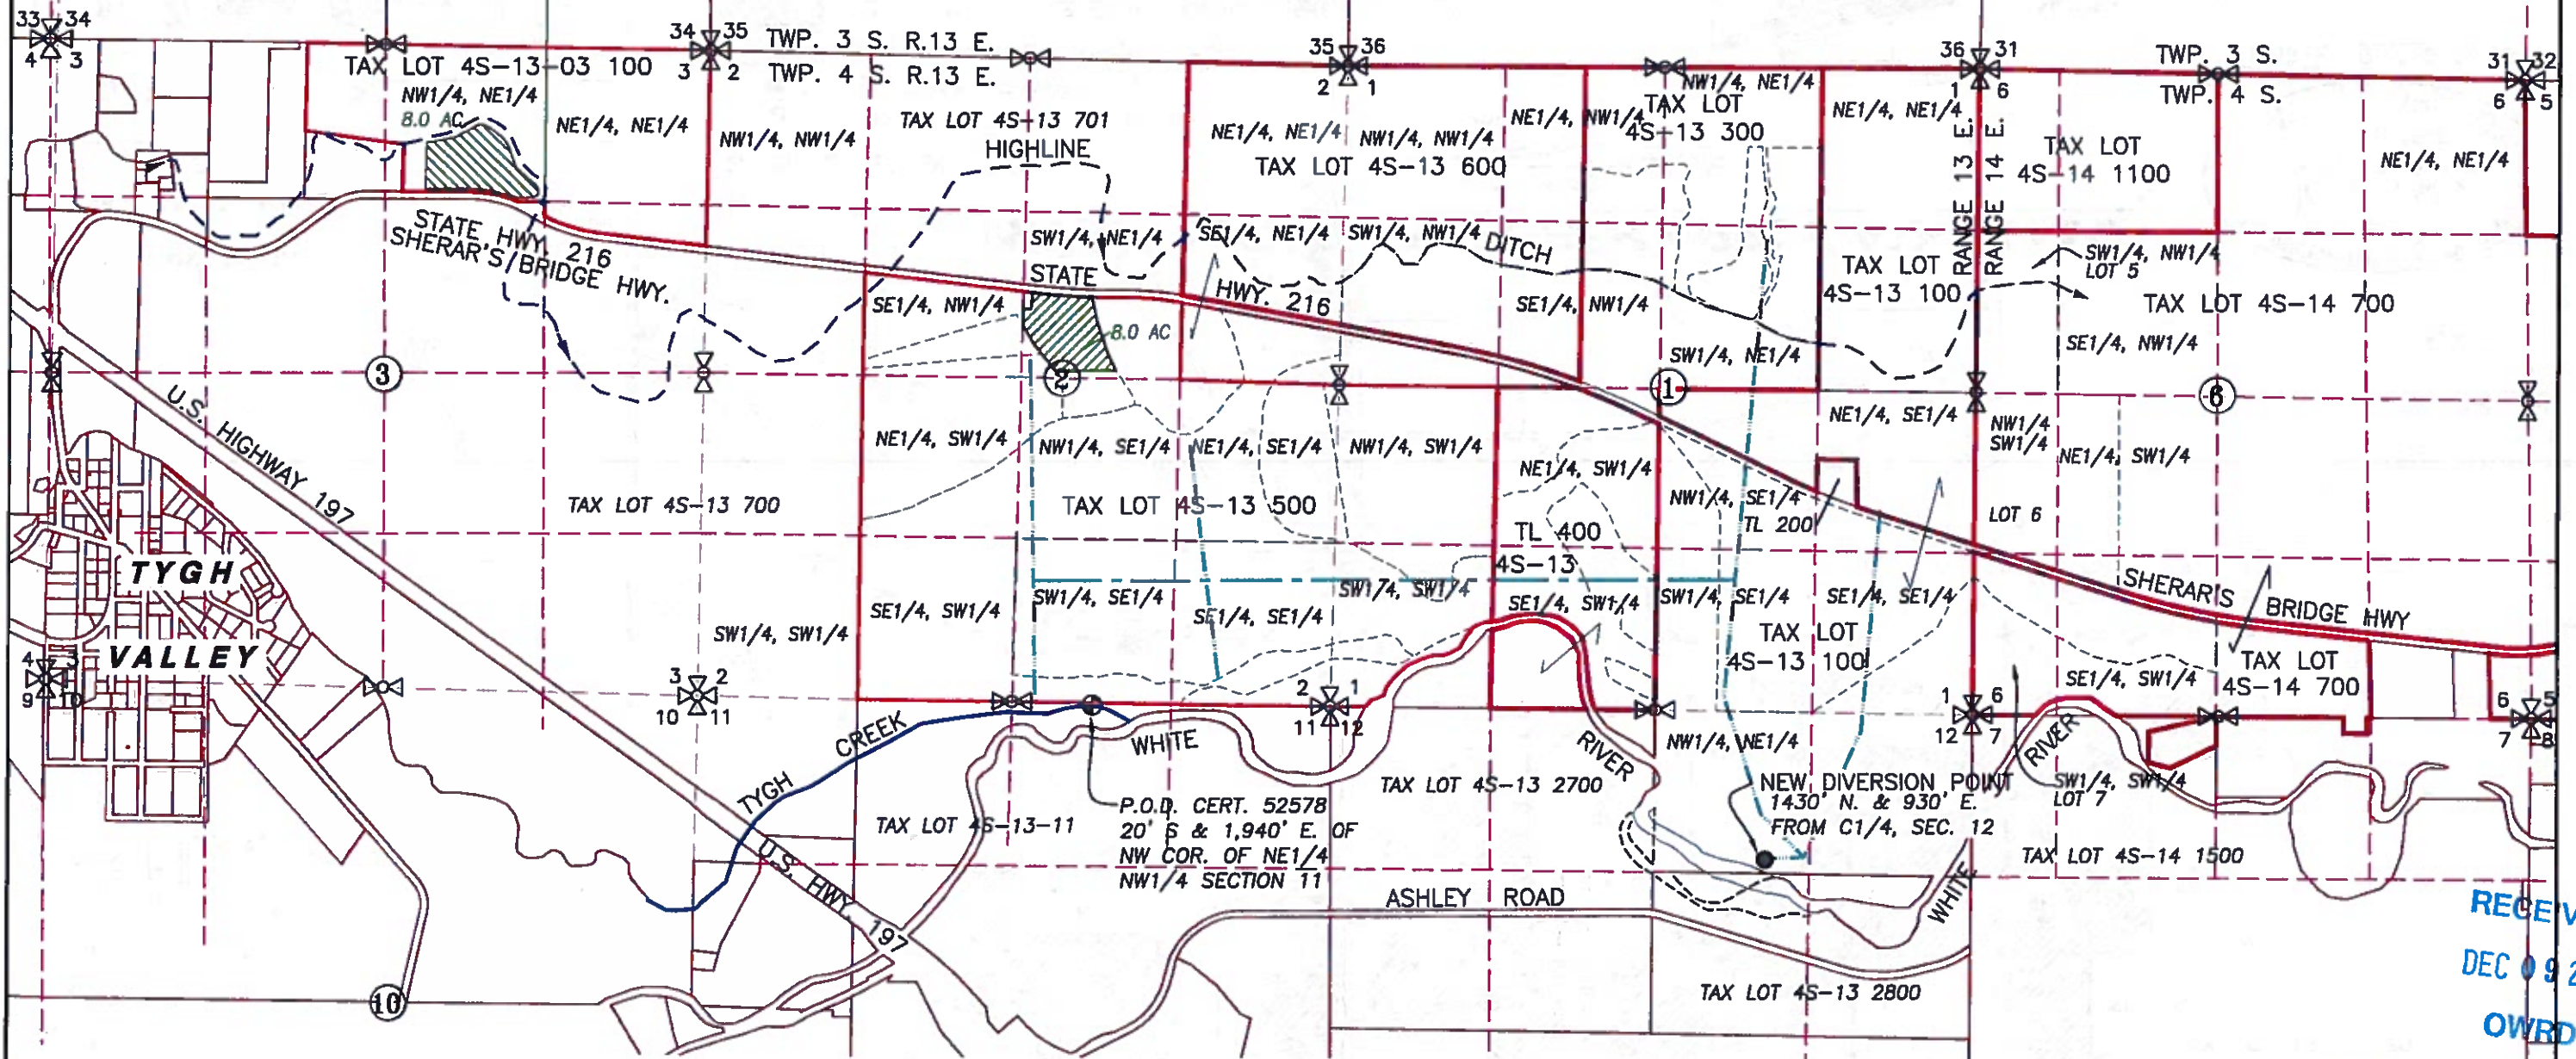 33 34
4 3
34 35
3 2
TWP. 3 S. R.13 E.
TWP. 4 S. R.13 E.
35 36
2 1
36 31
1 6
TWP. 3 S.
TWP. 4 S.
31 32
6 5
TAX LOT 4S-13-03 100
NW1/4, NE1/4
8.0 AC
NE1/4, NE1/4
NW1/4, NW1/4
TAX LOT 4S-13 701
HIGHLINE
NE1/4, NE1/4
NW1/4, NW1/4
TAX LOT 4S-13 600
NE1/4, NW1/4
NW1/4, NE1/4
TAX LOT
4S-13 300
NE1/4, NE1/4
RANGE 13 E.
RANGE 14 E.
TAX LOT
4S-14 1100
NE1/4, NE1/4
STATE HWY. 216
SHERAR'S BRIDGE HWY.
SW1/4, NE1/4
SE1/4, NE1/4
SW1/4, NW1/4
DITCH
STATE
HWY. 216
SE1/4, NW1/4
8.0 AC
SE1/4, NW1/4
SW1/4, NE1/4
TAX LOT
4S-13 100
SW1/4, NW1/4
LOT 5
TAX LOT 4S-14 700
SE1/4, NW1/4
3
2
1
6
U.S. HIGHWAY 197
NE1/4, SW1/4
NW1/4, SE1/4
NE1/4, SE1/4
NW1/4, SW1/4
NE1/4, SW1/4
NW1/4, SE1/4
TL 200
NE1/4, SE1/4
NW1/4
SW1/4
NE1/4, SW1/4
LOT 6
TAX LOT 4S-13 700
TAX LOT 4S-13 500
TL 400
4S-13
TYGH
VALLEY
SW1/4, SW1/4
SE1/4, SW1/4
SW1/4, SE1/4
SE1/4, SE1/4
SW1/4, SW1/4
SE1/4, SW1/4
SW1/4, SE1/4
SE1/4, SE1/4
TAX LOT
4S-13 100
SHERAR'S BRIDGE HWY
SE1/4, SW1/4
TAX LOT
4S-14 700
4 3
9 10
3 2
10 11
2 1
11 12
1 6
12 7
6 5
7 8
TYGH CREEK
WHITE
RIVER
NW1/4, NE1/4
RIVER
SW1/4, SW1/4
LOT 7
TAX LOT 4S-13-11
P.O.D. CERT. 52578
20' S & 1,940' E. OF
NW COR. OF NE1/4
NW1/4 SECTION 11
TAX LOT 4S-13 2700
NEW DIVERSION POINT
1430' N. & 930' E.
FROM C1/4, SEC. 12
TAX LOT 4S-14 1500
U.S. HWY. 197
ASHLEY ROAD
WHITE
TAX LOT 4S-13 2800
10
RECEIV
DEC 09 2
OWRD